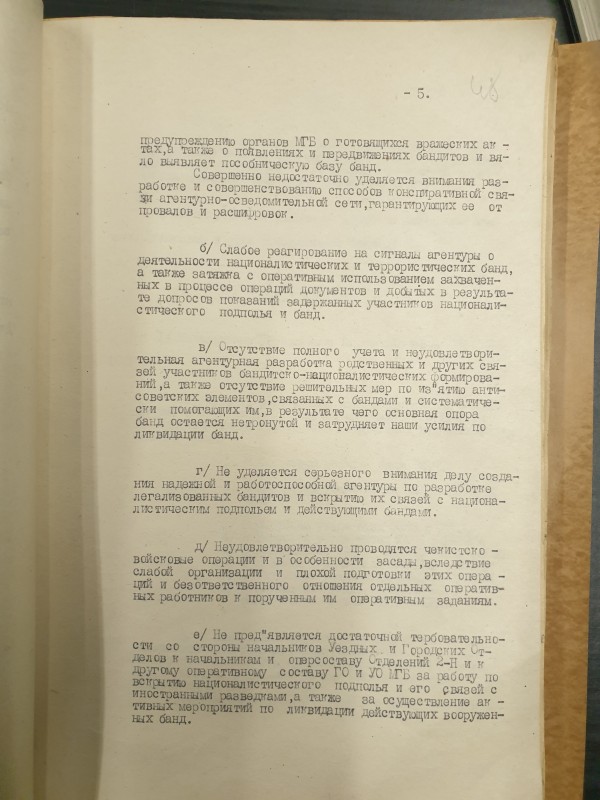 - 5.
48
предупреждению органов МГБ о готовящихся вражеских ак -
тах,а также о появлениях и передвижениях бандитов и вя-
ло выявляет пособническую базу банд.
Совершенно недостаточно уделяется внимания раз-
работке и совершенствованию способов конспиративной свя-
зи агентурно-осведомительной сети,гарантирующих ее от
провалов и расшифровок.
б/ Слабое реагирование на сигналы агентуры о
деятельности националистических и террористических банд,
а также затяжка с оперативным использованием захвачен-
ных в процессе операций документов и добытых в результа-
те допросов показаний задержанных участников национали-
стического подполья и банд.
в/ Отсутствие полного учета и неудовлетвори-
тельная агентурная разработка родственных и других свя-
зей участников бандитско-националистических формирова-
ний,а также отсутствие решительных мер по из"ятию анти-
советских элементов,связанных с бандами и систематиче-
ски помогающих им,в результате чего основная опора
банд остается нетронутой и затрудняет наши усилия по
ликвидации банд.
г/ Не уделяется серьезного внимания делу созда-
ния надежной и работоспособной агентуры по разработке
легализованных бандитов и вскрытию их связей с национа-
листическим подпольем и действующими бандами.
д/ Неудовлетворительно проводятся чекистско -
войсковые операции и в особенности засады,вследствие
слабой организации и плохой подготовки этих опера -
ций и безответственного отношения отдельных оператив-
ных работников к порученным им оперативным заданиям.
е/ Не пред"является достаточной тербовательно-
сти со стороны начальников Уездных и Городских От-
делов к начальникам и оперсоставу Отделений 2-Н и к
другому оперативному составу ГО и УО МГБ за работу по
вскрытию националистического подполья и его связей с
иностранными разведками,а также за осуществление ак -
тивных мероприятий по ликвидации действующих вооружен-
ных банд.